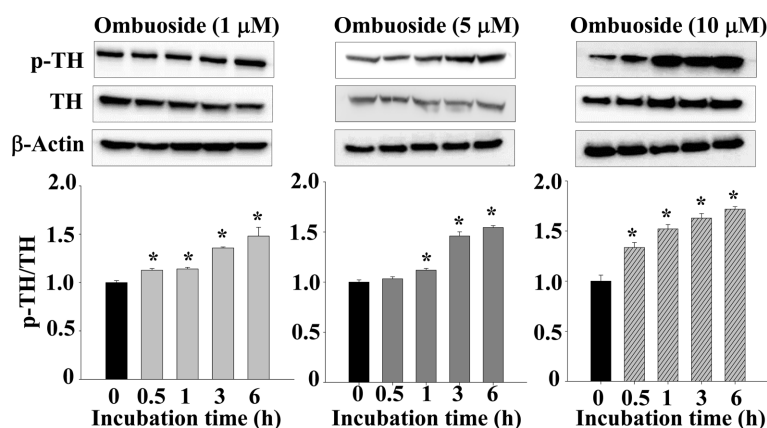 Ombuoside (1 μM) Ombuoside (5 μM) Ombuoside (10 μM)
p-TH
TH
β-Actin
p-TH/TH
2.0
1.5
1.0
0.5
0
* * * *
0 0.5 1 3 6
Incubation time (h)
2.0
1.5
1.0
0.5
0
* * *
0 0.5 1 3 6
Incubation time (h)
2.0
1.5
1.0
0.5
0
* * * *
0 0.5 1 3 6
Incubation time (h)